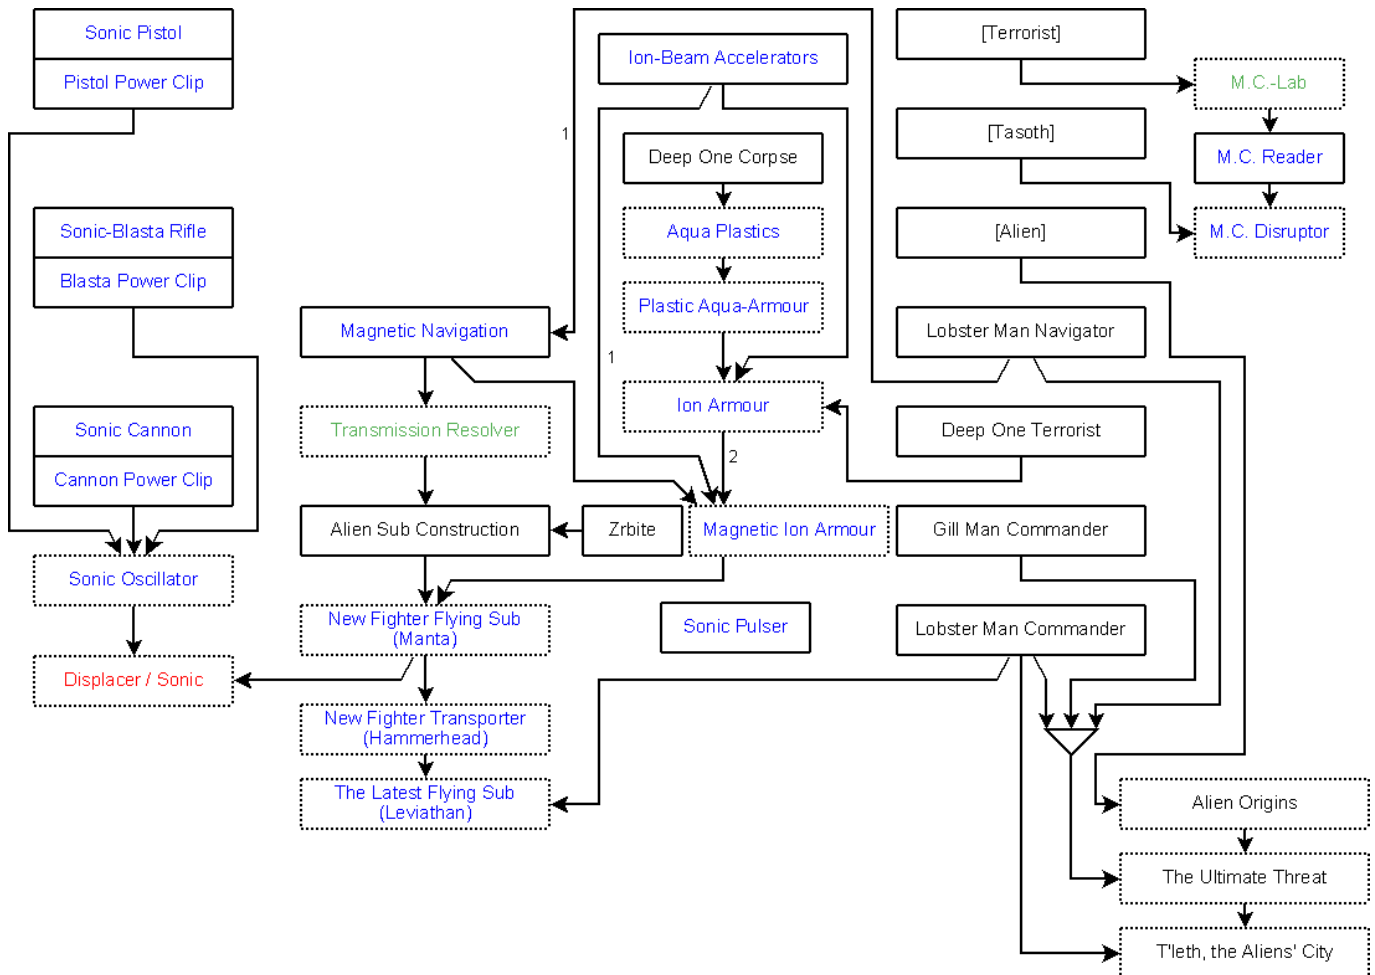 Sonic Pistol
Pistol Power Clip
Ion-Beam Accelerators
[Terrorist]
M.C.-Lab
1
[Tasoth]
Deep One Corpse
M.C. Reader
Sonic-Blasta Rifle
Blasta Power Clip
Aqua Plastics
[Alien]
M.C. Disruptor
Plastic Aqua-Armour
Magnetic Navigation
Lobster Man Navigator
1
Ion Armour
Sonic Cannon
Cannon Power Clip
Transmission Resolver
Deep One Terrorist
2
Alien Sub Construction
Zrbite
Magnetic Ion Armour
Gill Man Commander
Sonic Oscillator
New Fighter Flying Sub
(Manta)
Sonic Pulser
Lobster Man Commander
Displacer / Sonic
New Fighter Transporter
(Hammerhead)
The Latest Flying Sub
(Leviathan)
Alien Origins
The Ultimate Threat
T'leth, the Aliens' City